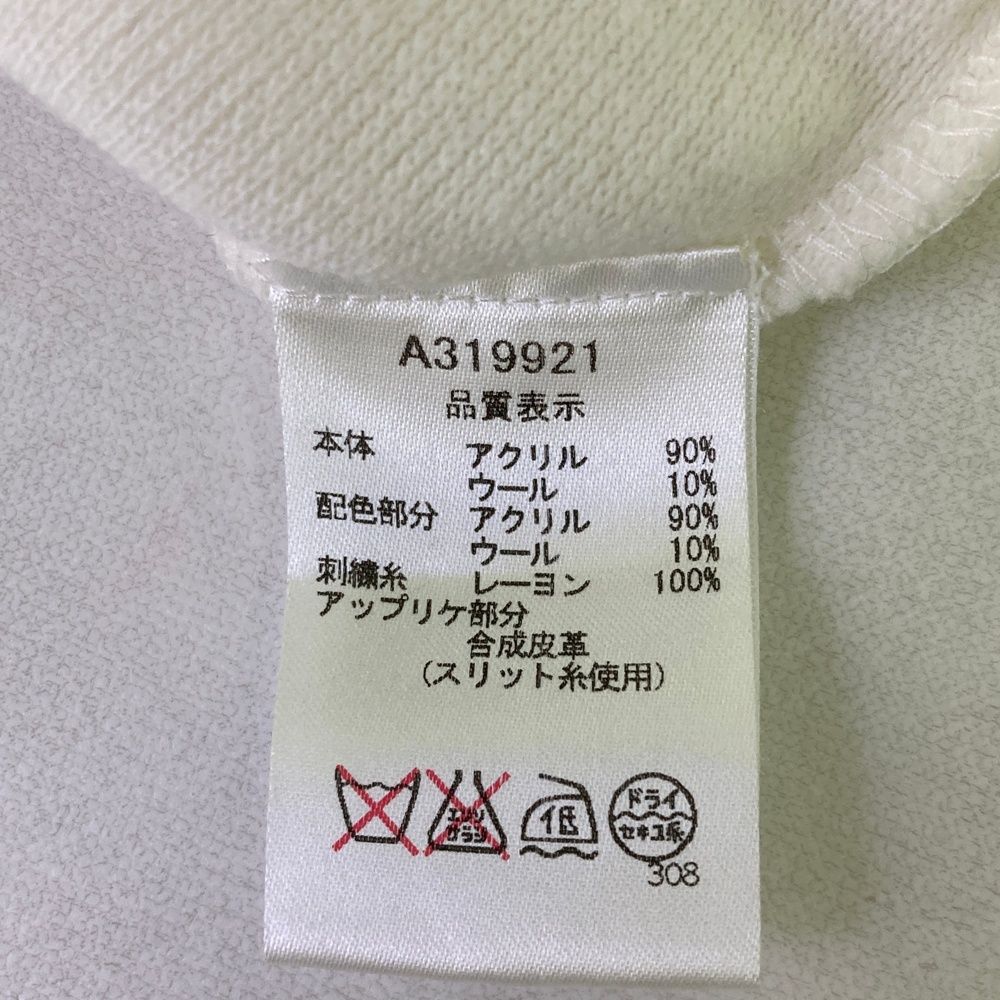 A319921
品質表示
本体 アクリル 90%
ウール 10%
配色部分 アクリル 90%
ウール 10%
刺繍糸 レーヨン 100%
アップリケ部分
合成皮革
(スリット糸使用)
エンソ サラシ 低 ドライ セキユ系
308